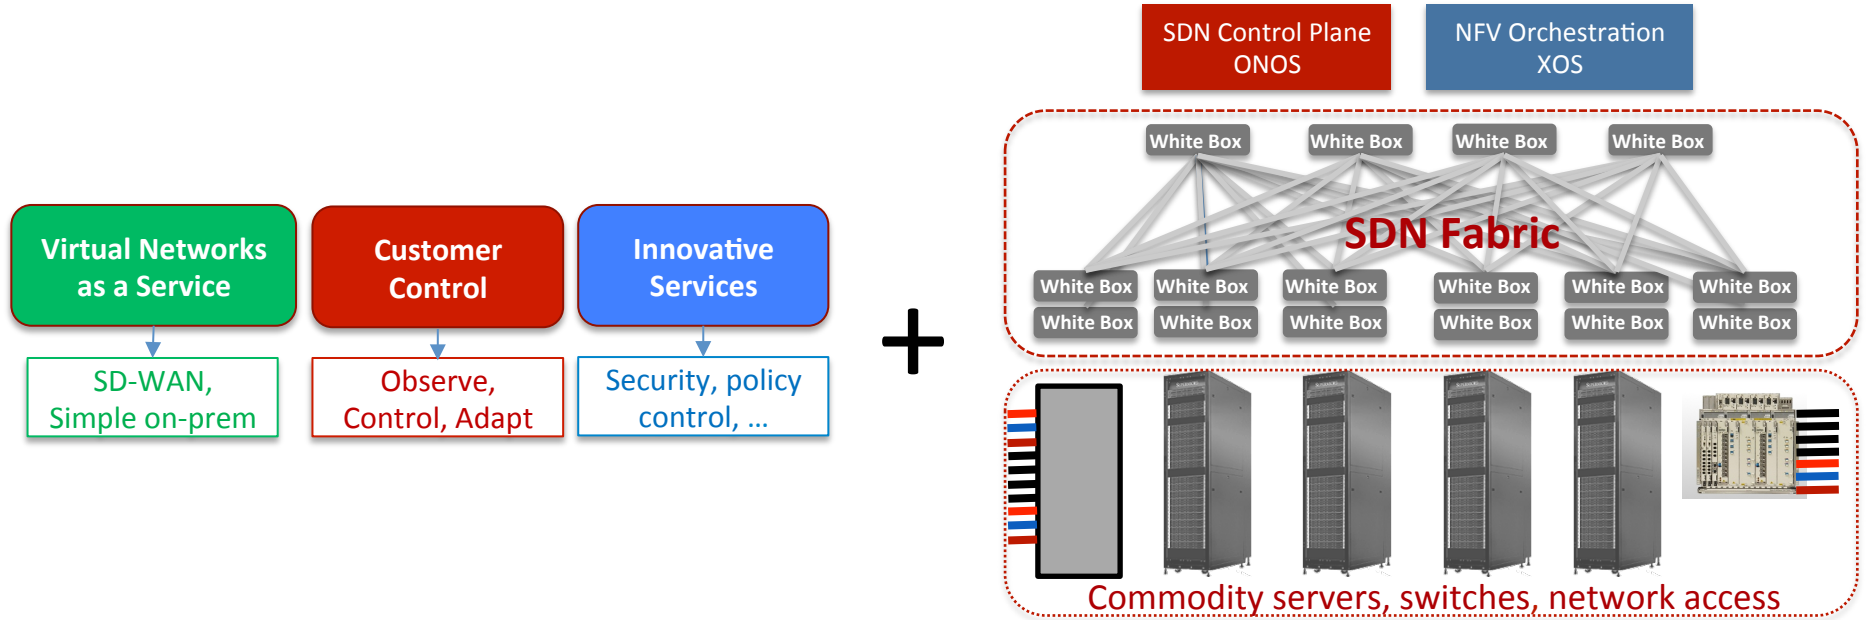 SDN Control Plane
ONOS
NFV Orchestration
XOS
White Box
White Box
White Box
White Box
SDN Fabric
White Box
White Box
White Box
White Box
White Box
White Box
White Box
White Box
White Box
White Box
White Box
White Box
Virtual Networks
as a Service
Customer
Control
Innovative
Services
+
SD-WAN,
Simple on-prem
Observe,
Control, Adapt
Security, policy
control, ...
Commodity servers, switches, network access